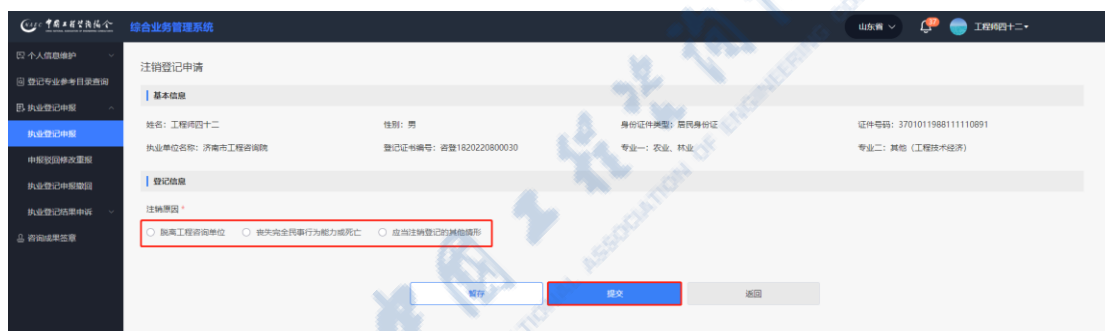 中国工程咨询协会 综合业务管理系统 山东省 32 工程师四十二
个人信息维护
登记专业参考目录查询
执业登记申报
执业登记申报
申报驳回修改重报
执业登记申报撤回
执业登记结果申诉
咨询成果签章
注销登记申请
基本信息
姓名：工程师四十二 性别：男 身份证件类型：居民身份证 证件号码：3701011988111110891
执业单位名称：济南市工程咨询院 登记证书编号：咨登1820220800030 专业一：农业、林业 专业二：其他（工程技术经济）
登记信息
注销原因 *
脱离工程咨询单位 丧失完全民事行为能力或死亡 应当注销登记的其他情形
暂存 提交 返回